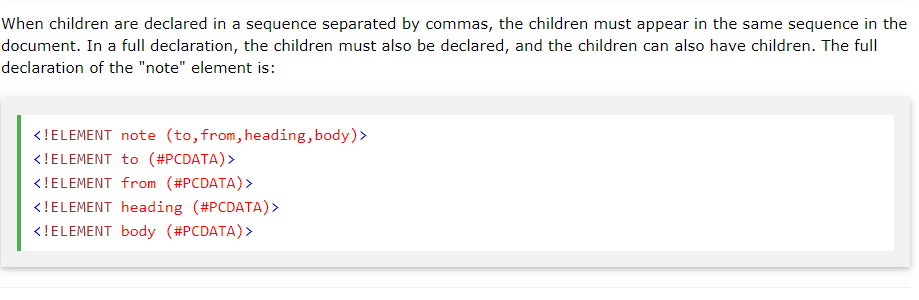 When children are declared in a sequence separated by commas, the children must appear in the same sequence in the
document. In a full declaration, the children must also be declared, and the children can also have children. The full
declaration of the "note" element is:
<!ELEMENT note (to,from,heading,body)>
<!ELEMENT to (#PCDATA)>
<!ELEMENT from (#PCDATA)>
<!ELEMENT heading (#PCDATA)>
<!ELEMENT body (#PCDATA)>